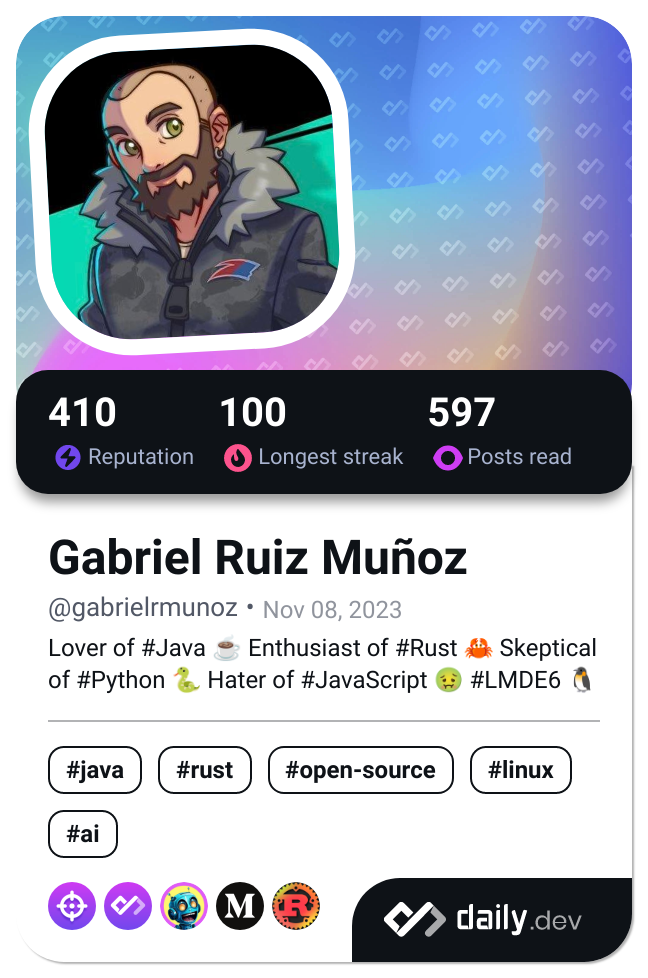 410 100 597
Reputation Longest streak Posts read
Gabriel Ruiz Muñoz
@gabrielrmunoz • Nov 08, 2023
Lover of #Java ☕ Enthusiast of #Rust 🦀 Skeptical
of #Python 🐍 Hater of #JavaScript 🤢 #LMDE6 🐧
#java #rust #open-source #linux
#ai
M R
daily.dev